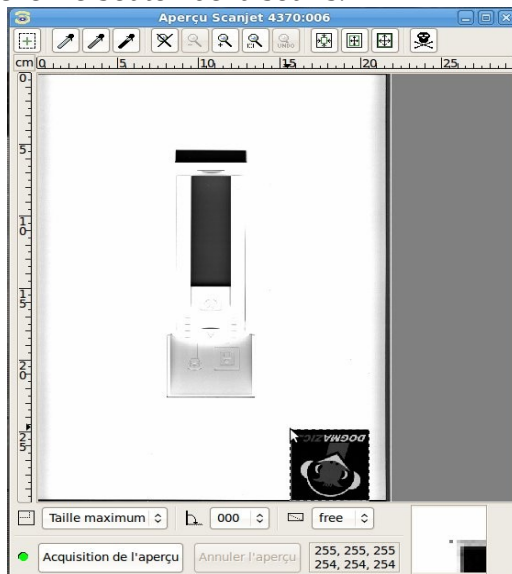 Aperçu Scanjet 4370:006
UNDO
cm 0 5 10 15 20 25
0
5
10
15
20
25
DOGMAZIC
Taille maximum 000 free
Acquisition de l'aperçu Annuler l'aperçu 255, 255, 255
254, 254, 254